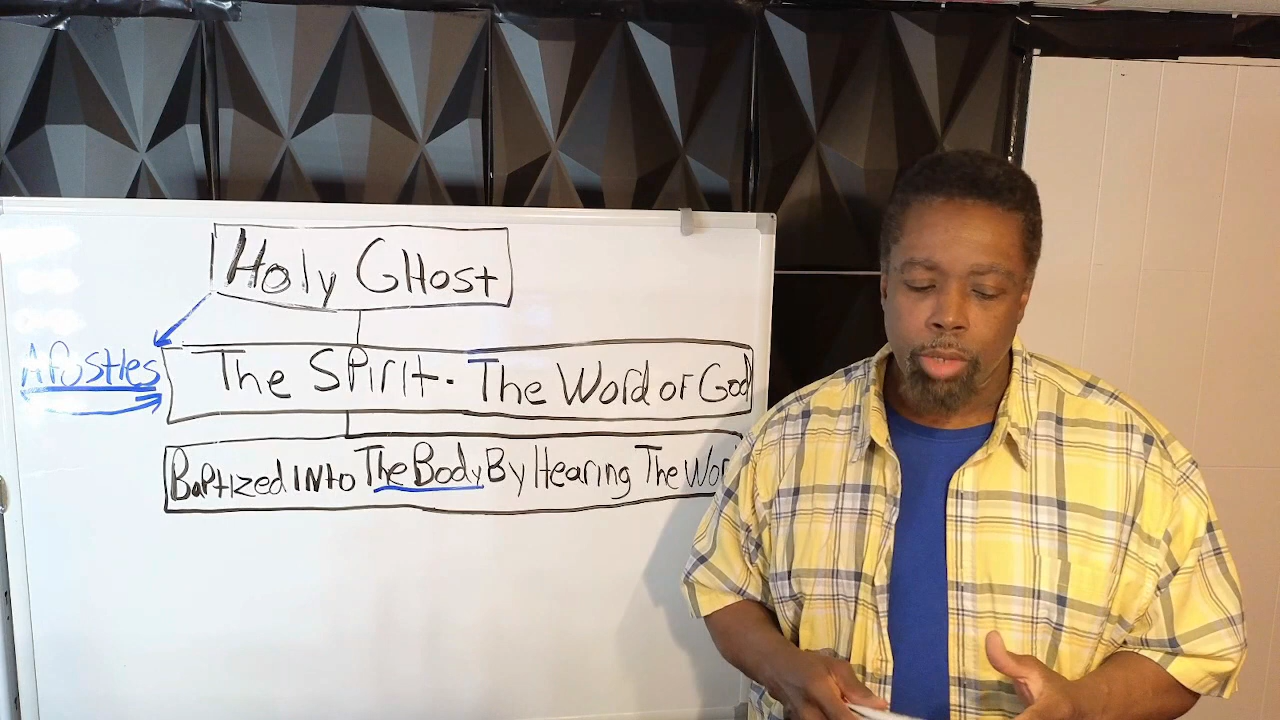 Holy GHost
Apostles
The Spirit. The Word of God
Baptized INto The Body By Hearing The